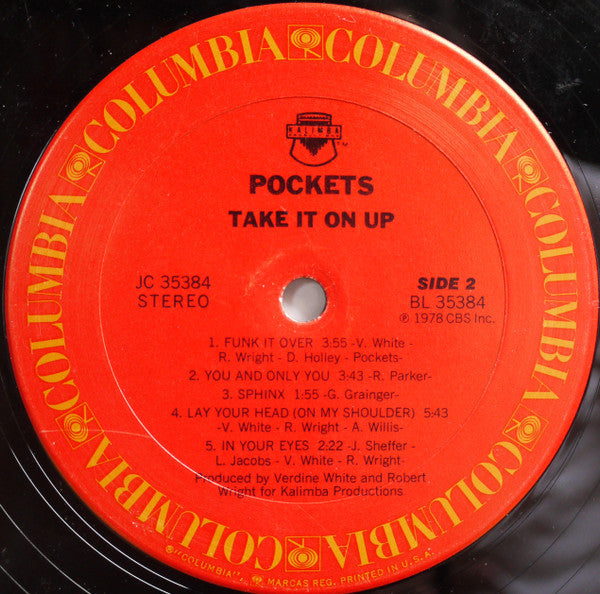 COLUMBIA COLUMBIA COLUMBIA COLUMBIA COLUMBIA COLUMBIA COLUMBIA COLUMBIA
KALIMBA
TM
POCKETS
TAKE IT ON UP
JC 35384
STEREO
SIDE 2
BL 35384
℗ 1978 CBS Inc.
1. FUNK IT OVER 3:55 -V. White -
R. Wright - D. Holley - Pockets-
2. YOU AND ONLY YOU 3:43 -R. Parker-
3. SPHINX 1:55 -G. Grainger-
4. LAY YOUR HEAD (ON MY SHOULDER) 5:43
-V. White - R. Wright - A. Willis-
5. IN YOUR EYES 2:22 -J. Sheffer -
L. Jacobs - V. White - R. Wright-
Produced by Verdine White and Robert
Wright for Kalimba Productions
®"COLUMBIA", MARCAS REG. PRINTED IN U.S.A.